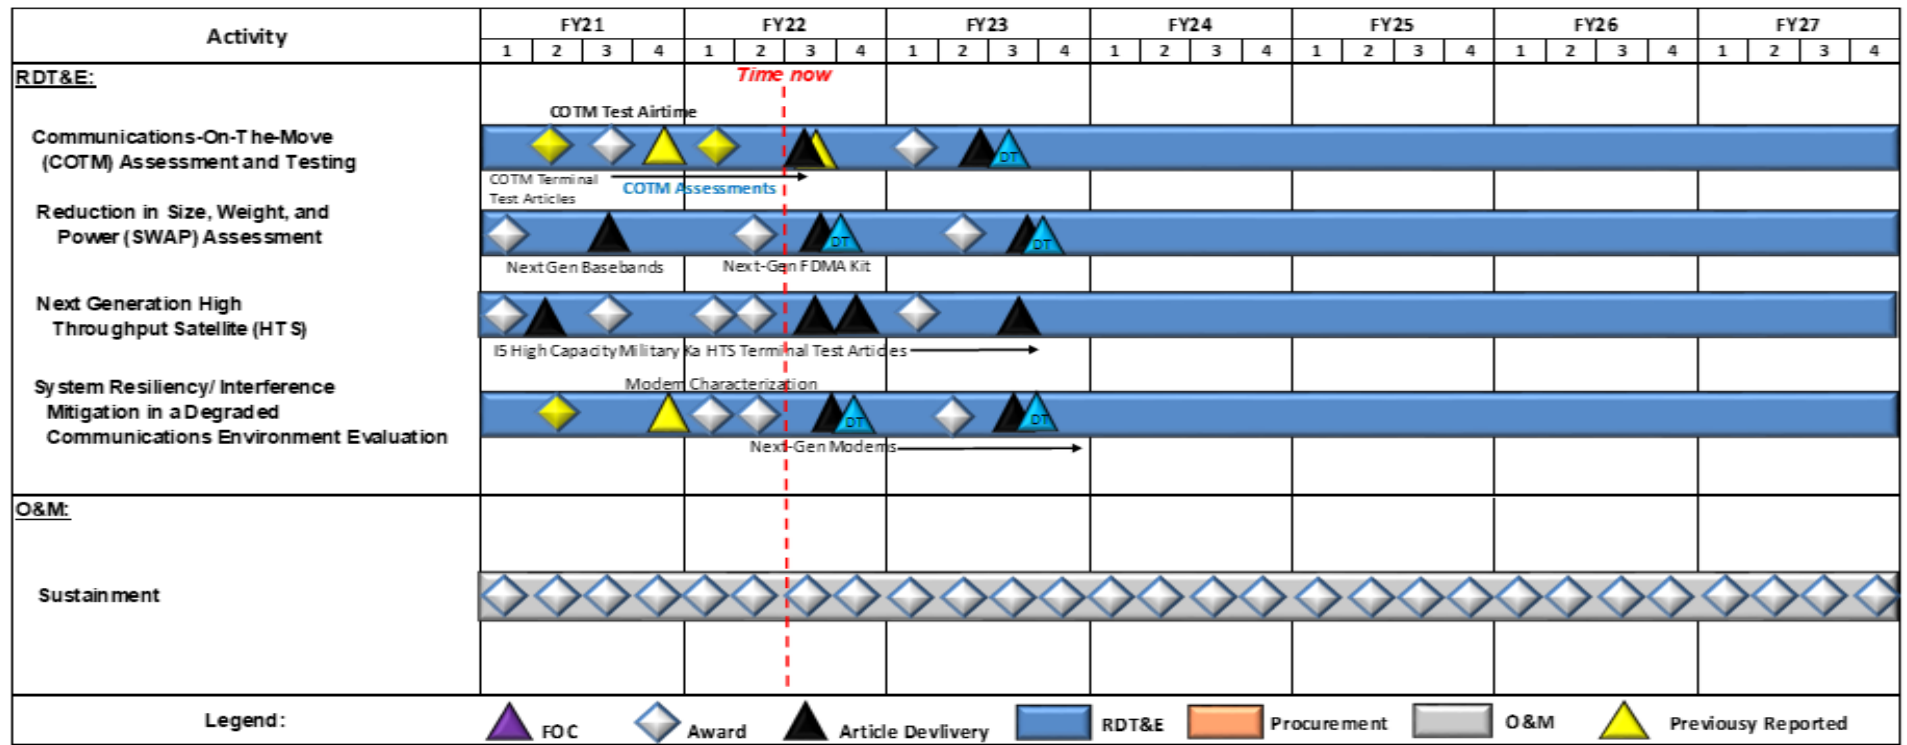 Activity
FY21 FY22 FY23 FY24 FY25 FY26 FY27
1 2 3 4 1 2 3 4 1 2 3 4 1 2 3 4 1 2 3 4 1 2 3 4 1 2 3 4
RDT&E:
Time now
COTM Test Airtime
Communications-On-The-Move
(COTM) Assessment and Testing
DT
COTM Terminal
Test Articles
COTM Assessments
Reduction in Size, Weight, and
Power (SWAP) Assessment
DT DT
Next Gen Basebands
Next-Gen FDMA Kit
Next Generation High
Throughput Satellite (HTS)
I5 High Capacity Military Ka HTS Terminal Test Articles
System Resiliency/ Interference
Mitigation in a Degraded
Communications Environment Evaluation
Modem Characterization
DT DT
Next-Gen Modems
O&M:
Sustainment
Legend:
FOC
Award
Article Devlivery
RDT&E
Procurement
O&M
Previousy Reported